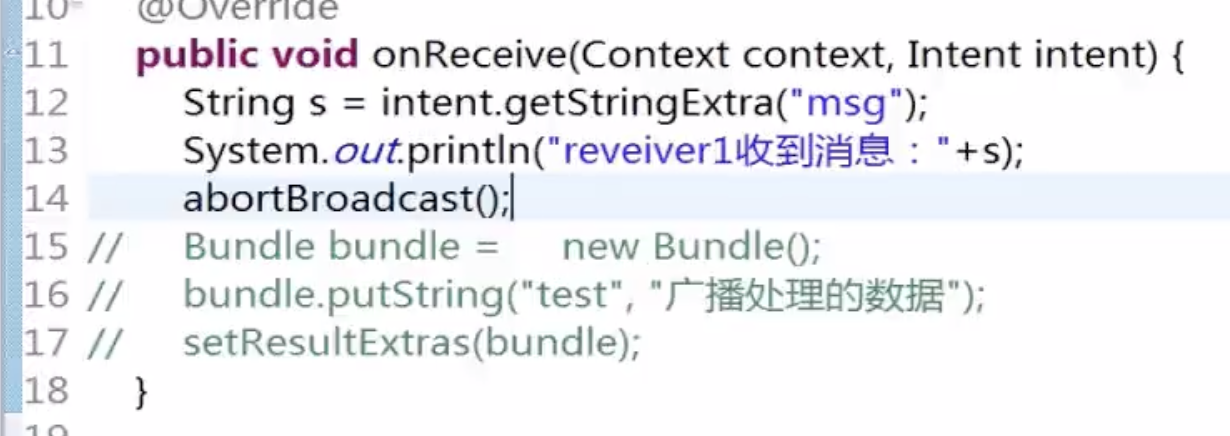 10 @Override
11 public void onReceive(Context context, Intent intent) {
12 String s = intent.getStringExtra("msg");
13 System.out.println("reveiver1收到消息："+s);
14 abortBroadcast();
15 // Bundle bundle = new Bundle();
16 // bundle.putString("test", "广播处理的数据");
17 // setResultExtras(bundle);
18 }
19